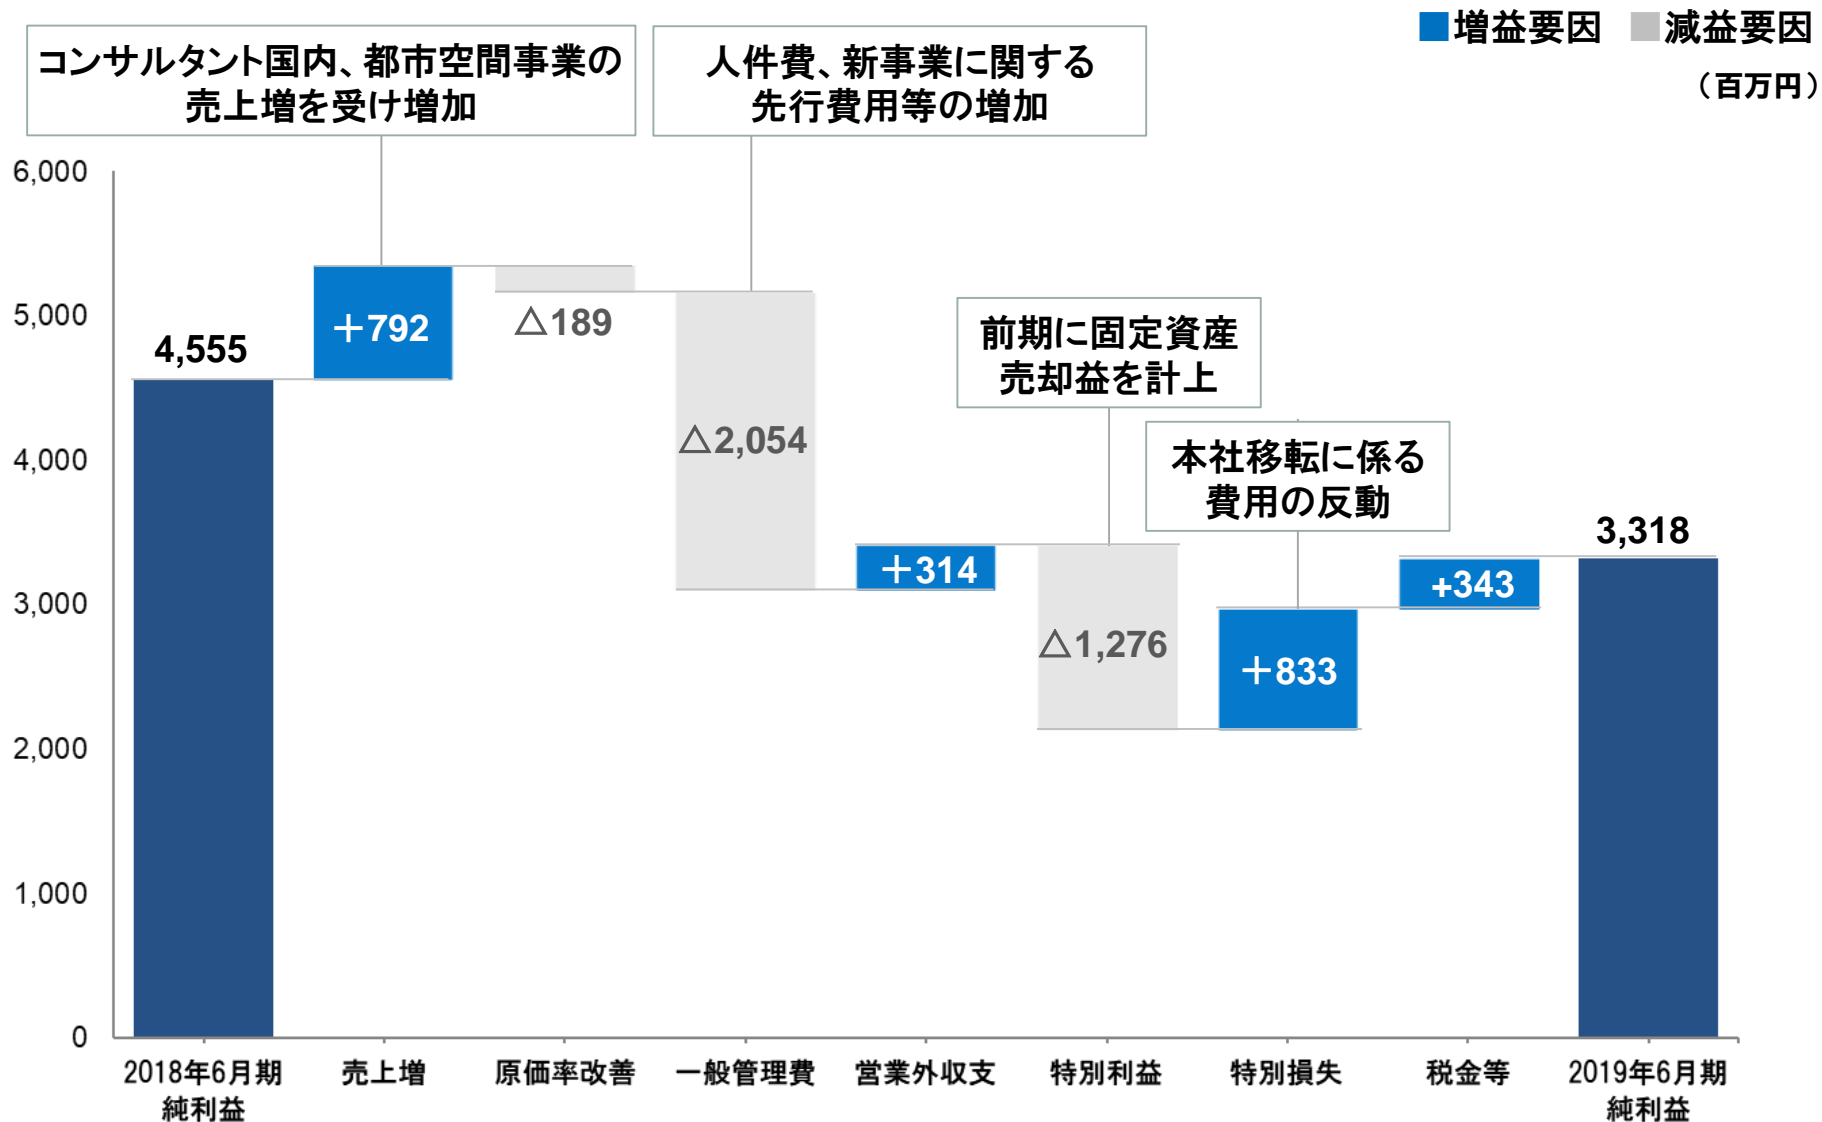 増益要因 減益要因
（百万円）
コンサルタント国内、都市空間事業の
売上増を受け増加
人件費、新事業に関する
先行費用等の増加
前期に固定資産
売却益を計上
本社移転に係る
費用の反動
6,000
5,000
4,000
3,000
2,000
1,000
0
4,555
＋792
△189
△2,054
＋314
△1,276
＋833
+343
3,318
2018年6月期
純利益
売上増
原価率改善
一般管理費
営業外収支
特別利益
特別損失
税金等
2019年6月期
純利益